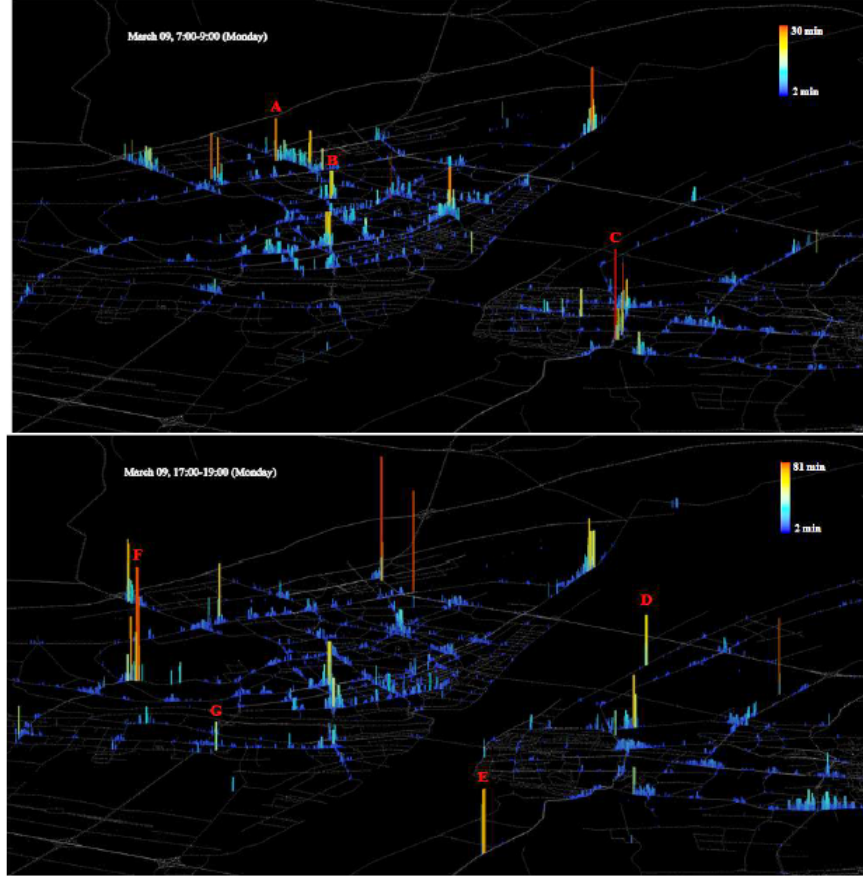 March 09, 7:00-9:00 (Monday)
30 min
2 min
A
B
C
March 09, 17:00-19:00 (Monday)
81 min
2 min
F
D
G
E